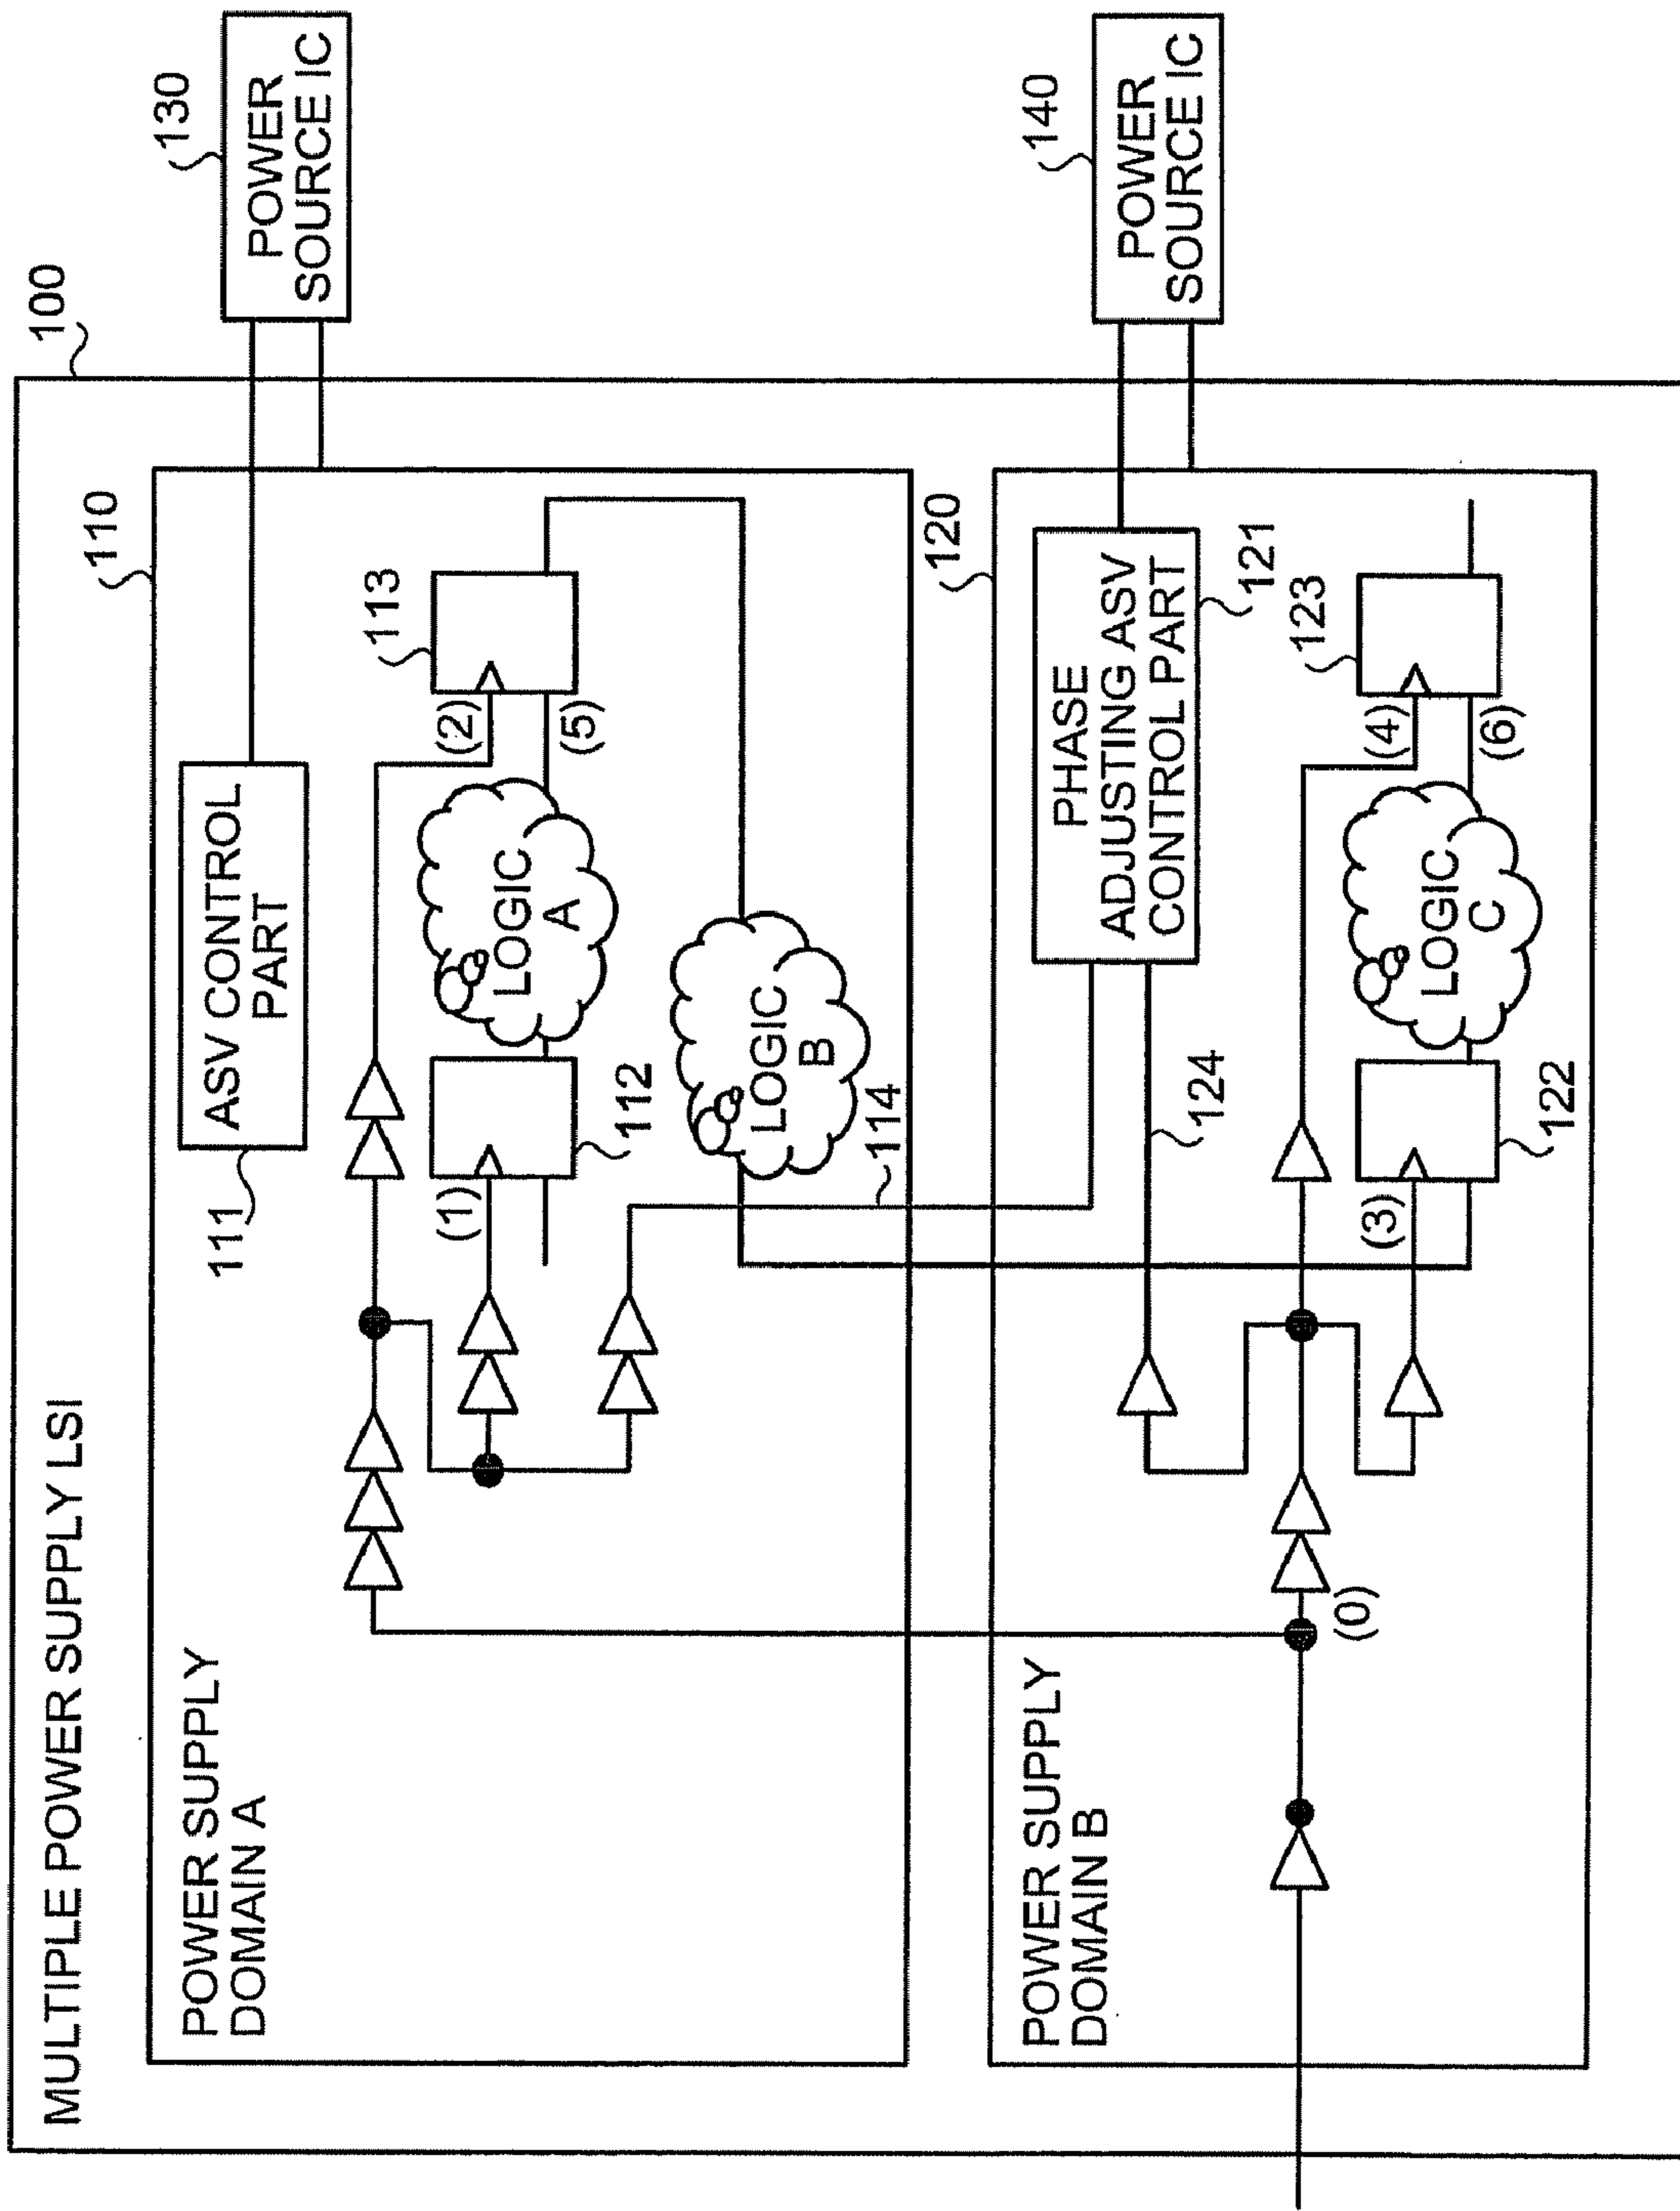 MULTIPLE POWER SUPPLY LSI
100
POWER SUPPLY
DOMAIN A
110
111
ASV CONTROL
PART
130
POWER
SOURCE IC
(1)
112
LOGIC
A
(2)
(5)
113
LOGIC
B
114
POWER SUPPLY
DOMAIN B
120
PHASE
ADJUSTING ASV
CONTROL PART
121
140
POWER
SOURCE IC
124
(0)
(3)
122
LOGIC
C
(4)
(6)
123